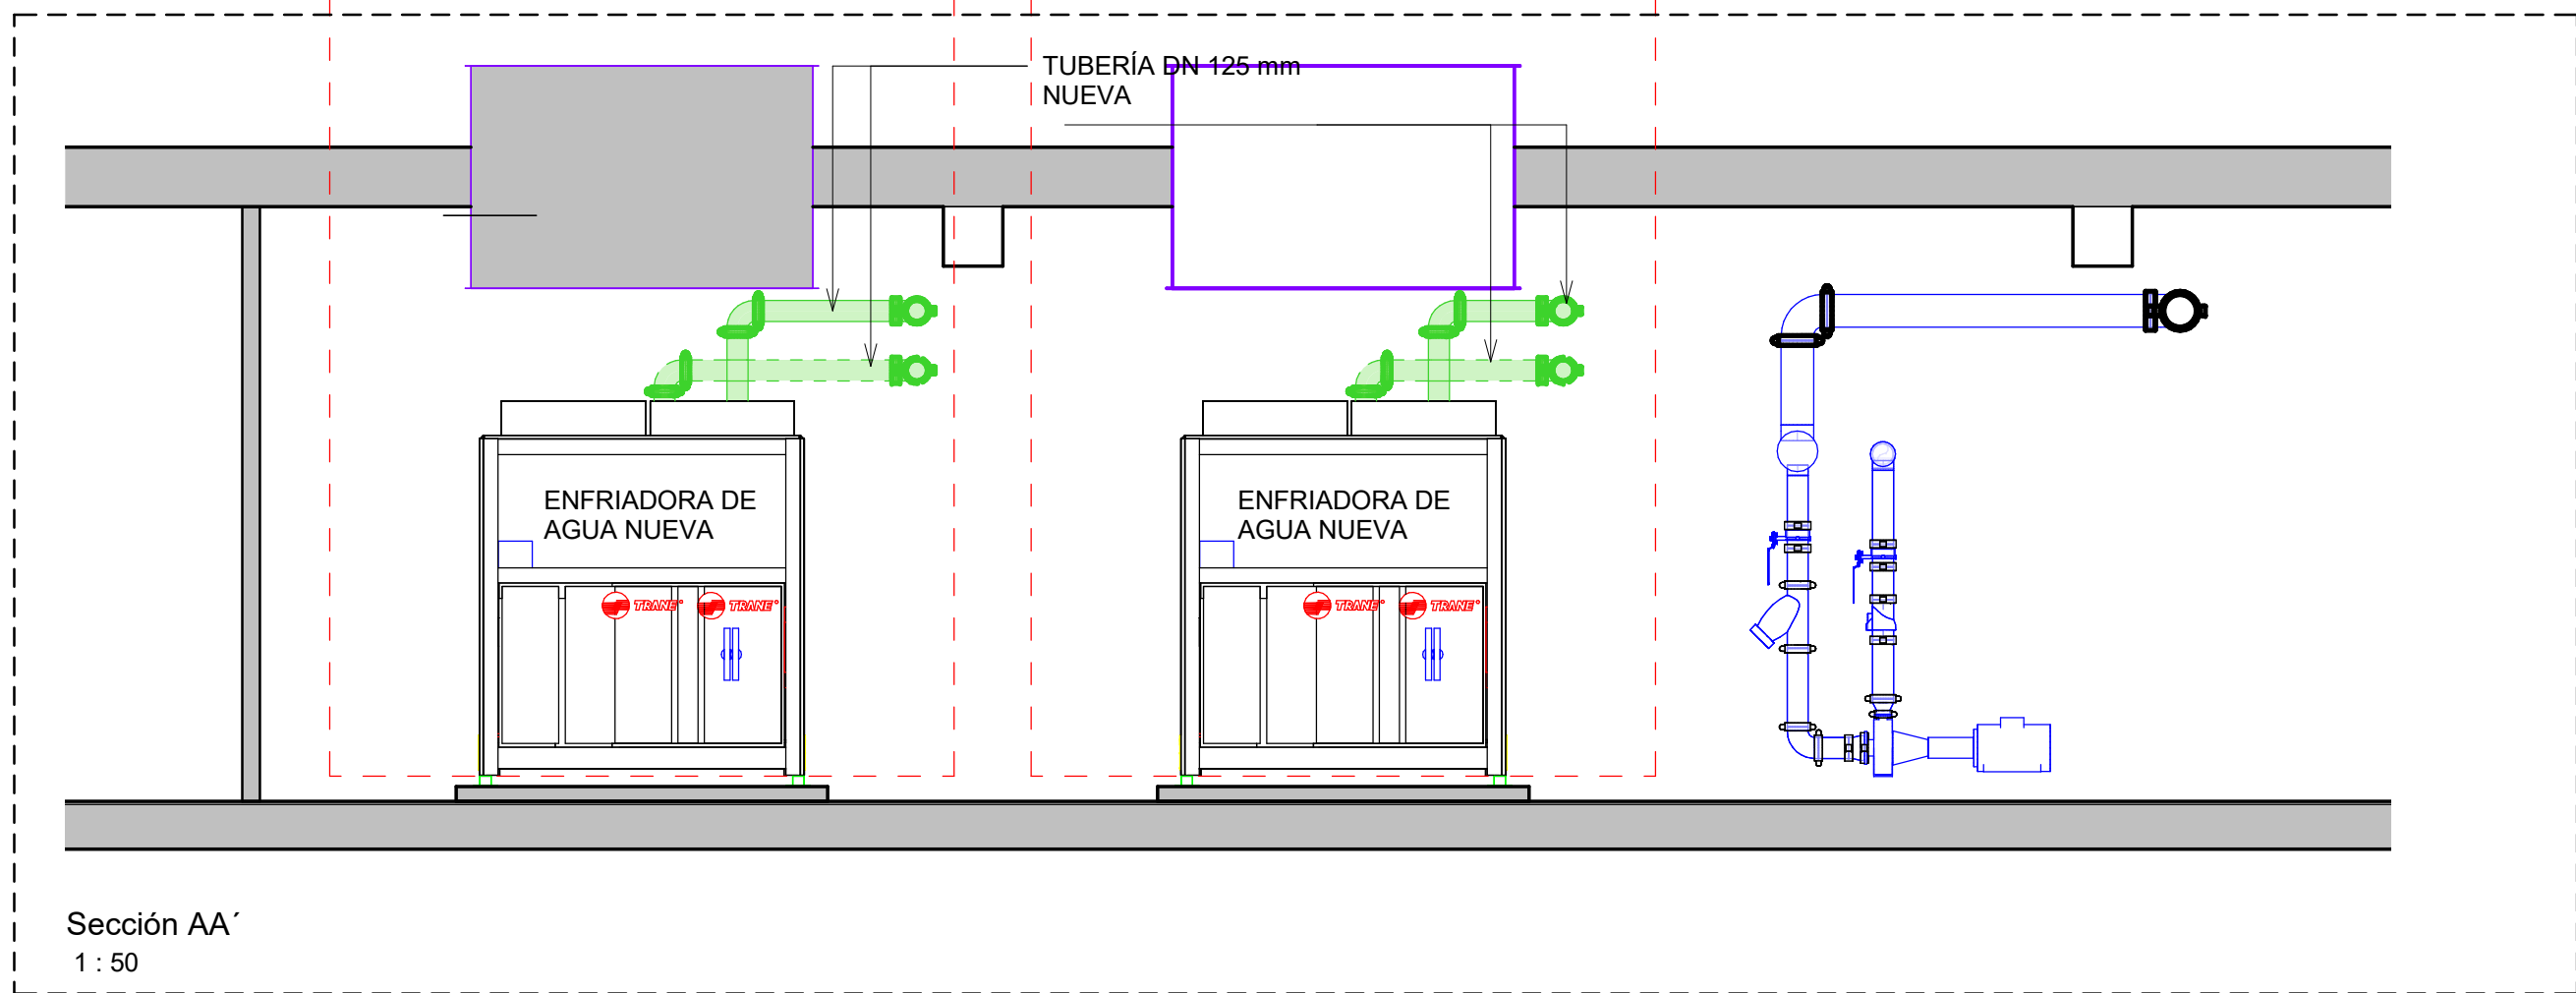 TUBERÍA DN 125 mm
NUEVA
ENFRIADORA DE
AGUA NUEVA
ENFRIADORA DE
AGUA NUEVA
TRANE
TRANE
TRANE
TRANE
Sección AA´
1 : 50